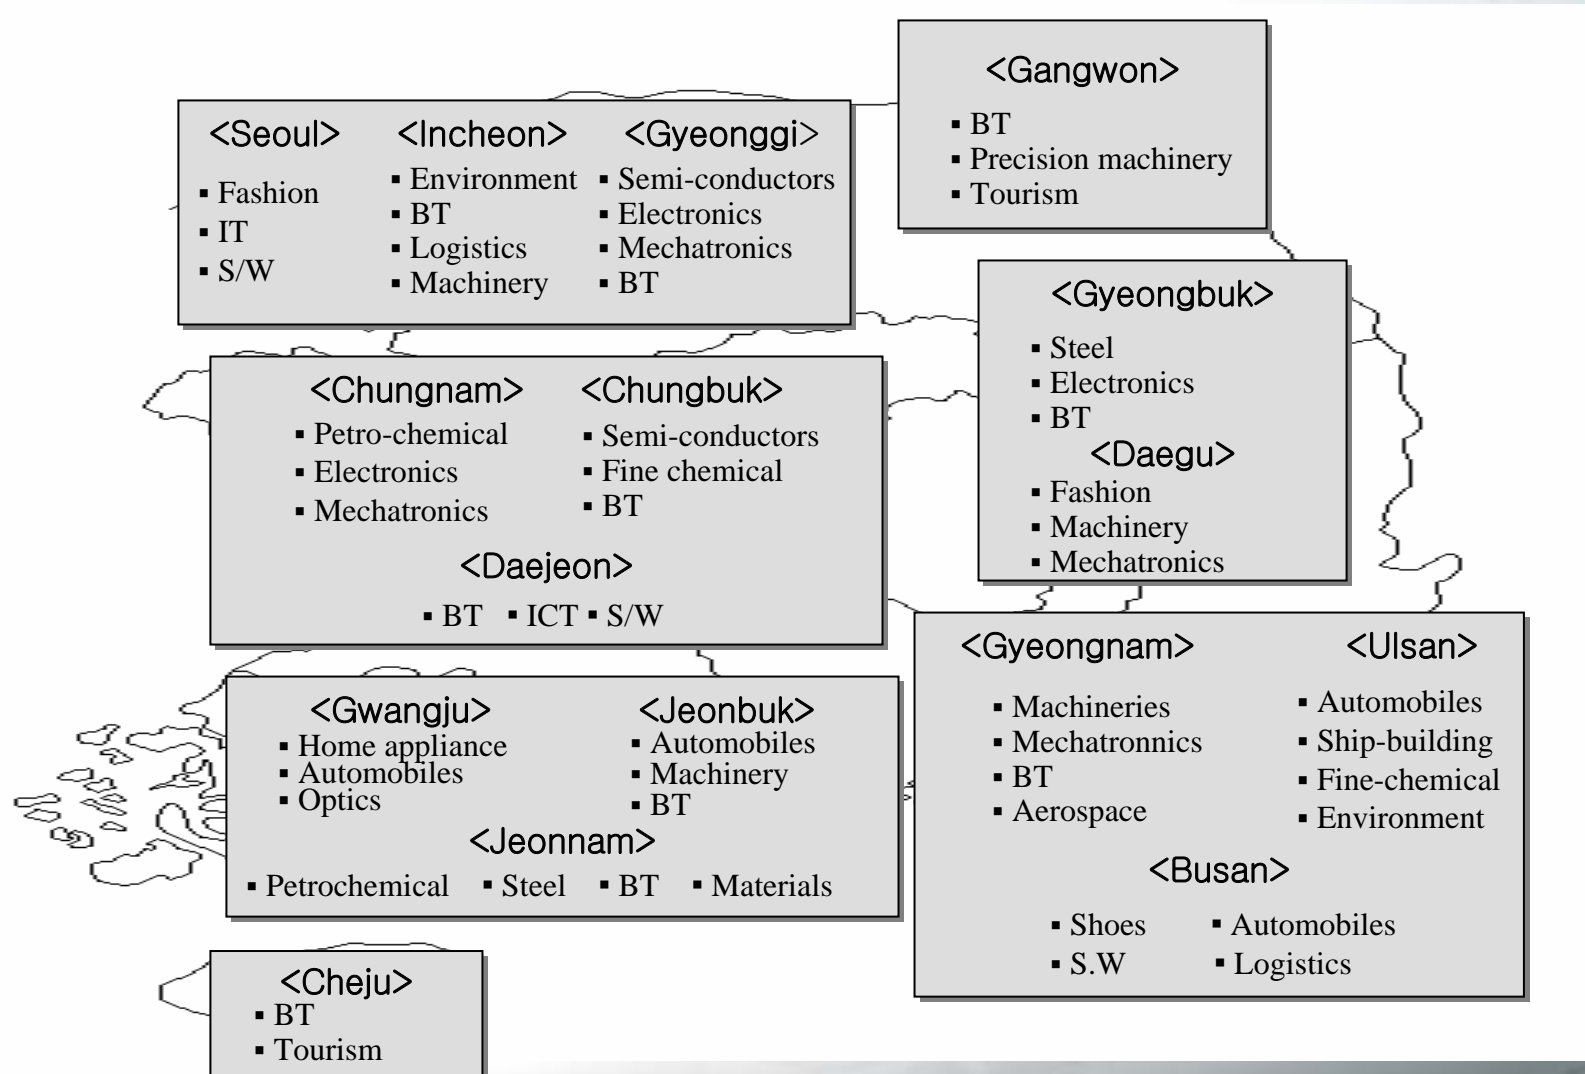 <Seoul>
▪ Fashion
▪ IT
▪ S/W
<Incheon>
▪ Environment
▪ BT
▪ Logistics
▪ Machinery
<Gyeonggi>
▪ Semi-conductors
▪ Electronics
▪ Mechatronics
▪ BT
<Gangwon>
▪ BT
▪ Precision machinery
▪ Tourism
<Chungnam>
▪ Petro-chemical
▪ Electronics
▪ Mechatronics
<Chungbuk>
▪ Semi-conductors
▪ Fine chemical
▪ BT
<Daejeon>
▪ BT ▪ ICT ▪ S/W
<Gyeongbuk>
▪ Steel
▪ Electronics
▪ BT
<Daegu>
▪ Fashion
▪ Machinery
▪ Mechatronics
<Gwangju>
▪ Home appliance
▪ Automobiles
▪ Optics
<Jeonbuk>
▪ Automobiles
▪ Machinery
▪ BT
<Jeonnam>
▪ Petrochemical ▪ Steel ▪ BT ▪ Materials
<Gyeongnam>
▪ Machineries
▪ Mechatronnics
▪ BT
▪ Aerospace
<Ulsan>
▪ Automobiles
▪ Ship-building
▪ Fine-chemical
▪ Environment
<Busan>
▪ Shoes ▪ Automobiles
▪ S.W ▪ Logistics
<Cheju>
▪ BT
▪ Tourism